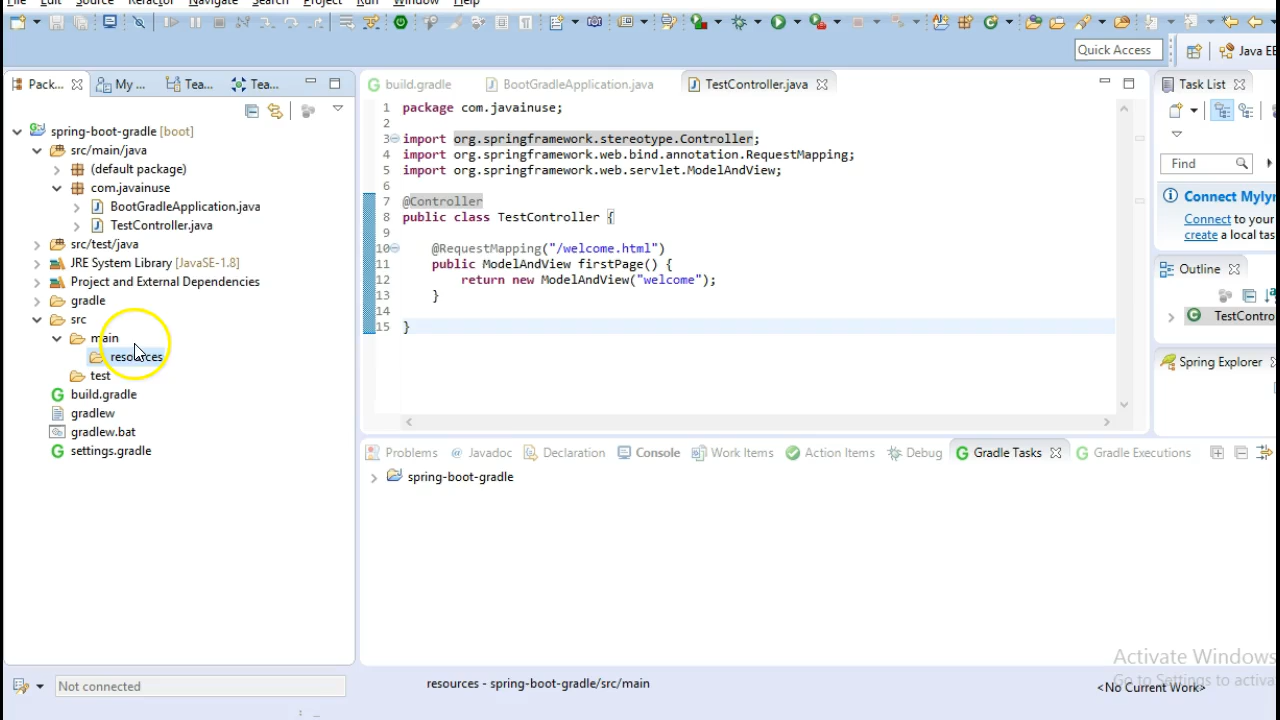 File Edit Source Refactor Navigate Search Project Run Window Help
Quick Access
Java EE
Pack...
My ...
Tea...
Tea...
spring-boot-gradle [boot]
src/main/java
(default package)
com.javainuse
BootGradleApplication.java
TestController.java
src/test/java
JRE System Library [JavaSE-1.8]
Project and External Dependencies
gradle
src
main
resources
test
build.gradle
gradlew
gradlew.bat
settings.gradle
build.gradle
BootGradleApplication.java
TestController.java
1 package com.javainuse;
2
3 import org.springframework.stereotype.Controller;
4 import org.springframework.web.bind.annotation.RequestMapping;
5 import org.springframework.web.servlet.ModelAndView;
6
7 @Controller
8 public class TestController {
9
10 @RequestMapping("/welcome.html")
11 public ModelAndView firstPage() {
12 return new ModelAndView("welcome");
13 }
14
15 }
Task List
Find
Connect Myly
Connect to your
create a local tas
Outline
TestContro
Spring Explorer
Problems
@ Javadoc
Declaration
Console
Work Items
Action Items
Debug
Gradle Tasks
Gradle Executions
spring-boot-gradle
Activate Windows
Go to Settings to activa
Not connected
resources - spring-boot-gradle/src/main
<No Current Work>